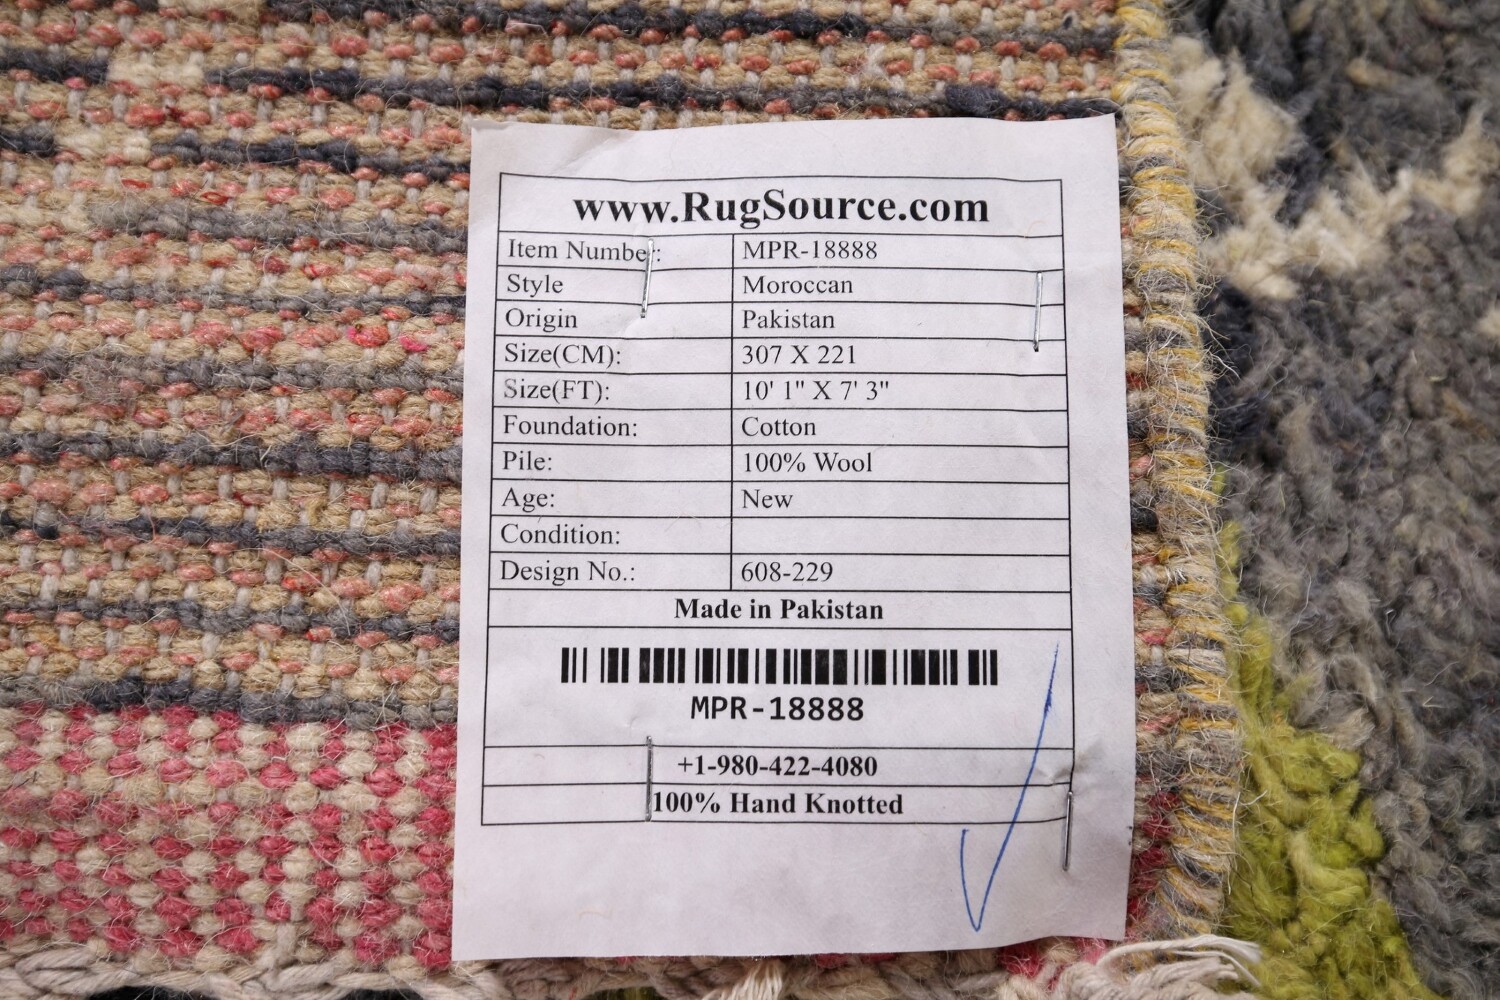 www.RugSource.com
Item Number: MPR-18888
Style Moroccan
Origin Pakistan
Size(CM): 307 X 221
Size(FT): 10' 1" X 7' 3"
Foundation: Cotton
Pile: 100% Wool
Age: New
Condition:
Design No.: 608-229
Made in Pakistan
MPR-18888
+1-980-422-4080
100% Hand Knotted